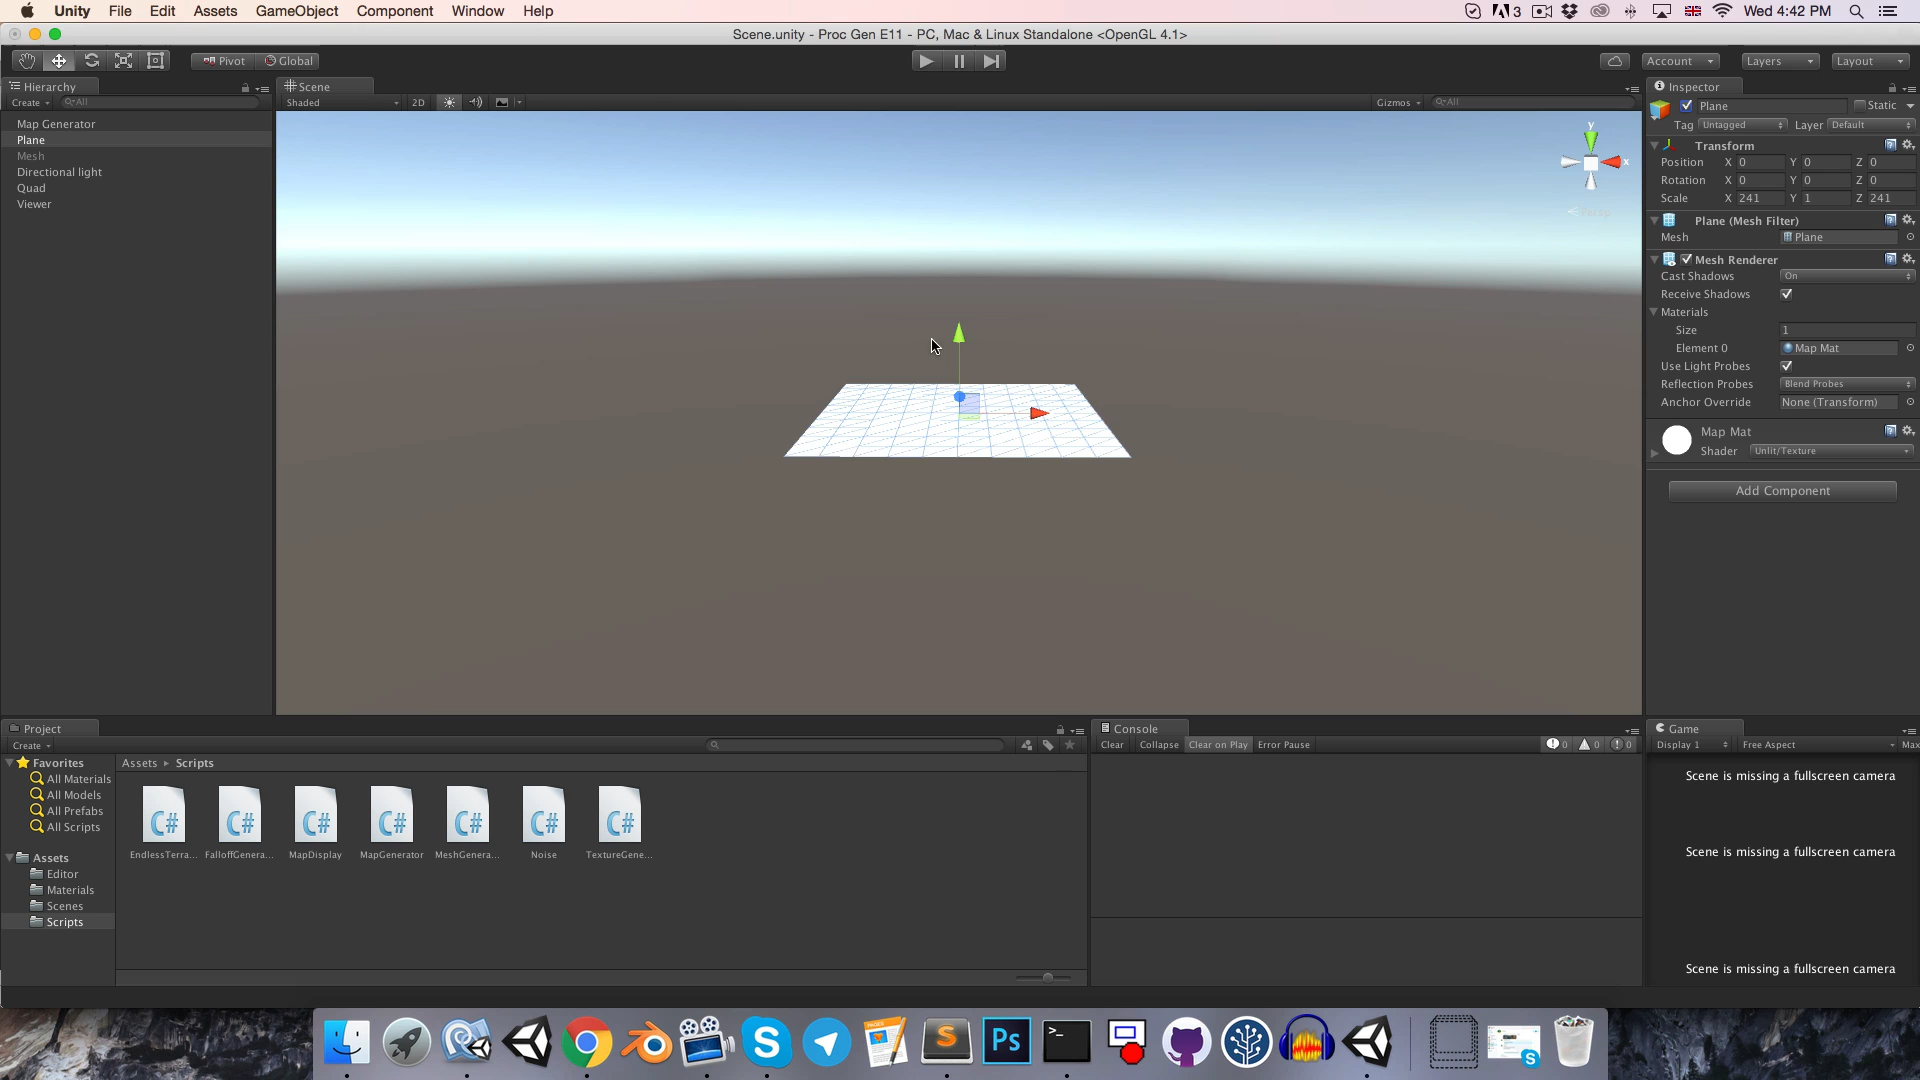 Unity File Edit Assets GameObject Component Window Help 3 Wed 4:42 PM
Scene.unity - Proc Gen E11 - PC, Mac & Linux Standalone <OpenGL 4.1>
Pivot Global Account Layers Layout
Hierarchy Scene Inspector
Create All Shaded 2D Gizmos All
Plane Static
Map Generator
Tag Untagged Layer Default
Plane
Transform
Mesh
Position X 0 Y 0 Z 0
Directional light
Rotation X 0 Y 0 Z 0
Quad
Scale X 241 Y 1 Z 241
Viewer
y
x
Plane (Mesh Filter)
Mesh Plane
Mesh Renderer
Cast Shadows On
Receive Shadows
Materials
Size 1
Element 0 Map Mat
Use Light Probes
Reflection Probes Blend Probes
Anchor Override None (Transform)
Map Mat
Shader Unlit/Texture
Add Component
Project Console Game
Create Clear Collapse Clear on Play Error Pause 0 0 0 Display 1 Free Aspect Max
Favorites Assets Scripts
All Materials
All Models
All Prefabs
All Scripts
Assets
Editor
Materials
Scenes
Scripts
C# C# C# C# C# C# C#
EndlessTerra... FalloffGenera... MapDisplay MapGenerator MeshGenera... Noise TextureGene...
Scene is missing a fullscreen camera
Scene is missing a fullscreen camera
Scene is missing a fullscreen camera
PAGES
S S Ps >_ S